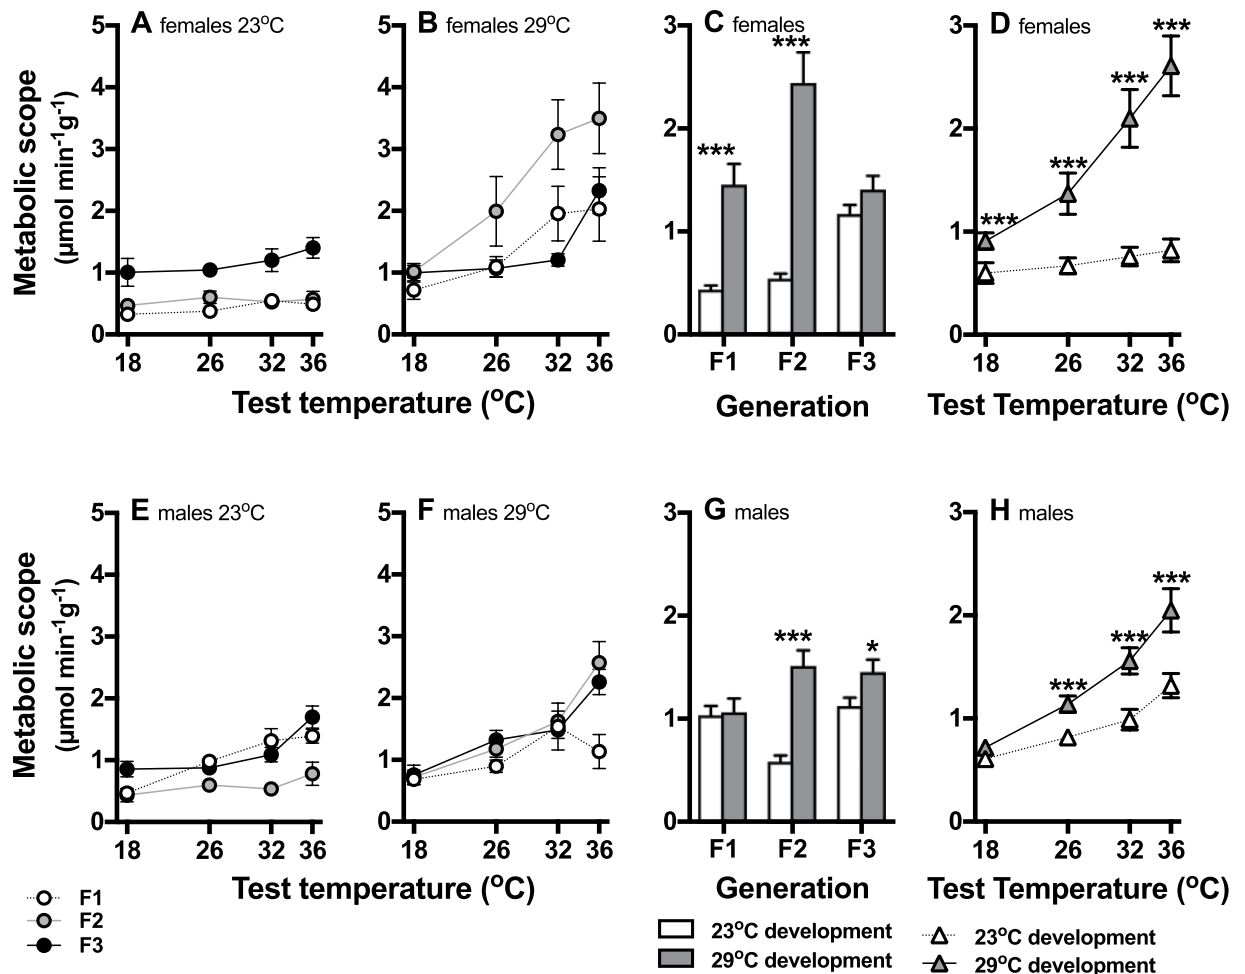 A females 23°C
B females 29°C
C females
D females
Metabolic scope
(µmol min⁻¹g⁻¹)
5
4
3
2
1
0
18 26 32 36
5
4
3
2
1
0
18 26 32 36
Test temperature (°C)
3
2
1
0
***
***
F1 F2 F3
Generation
3
2
1
0
***
***
***
***
18 26 32 36
Test Temperature (°C)
E males 23°C
F males 29°C
G males
H males
Metabolic scope
(µmol min⁻¹g⁻¹)
5
4
3
2
1
0
18 26 32 36
5
4
3
2
1
0
18 26 32 36
Test temperature (°C)
3
2
1
0
***
*
F1 F2 F3
Generation
3
2
1
0
***
***
***
18 26 32 36
Test Temperature (°C)
F1
F2
F3
23°C development
29°C development
23°C development
29°C development